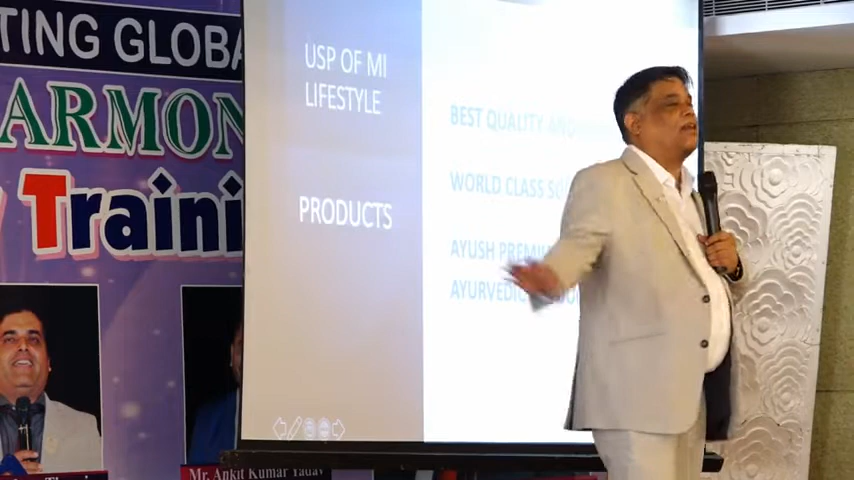 TING GLOBA
ARMON
Traini
USP OF MI
LIFESTYLE
PRODUCTS
BEST QUALITY AND
WORLD CLASS
AYUSH PREMI
AYURVEDIC
Mr. Ankit Kumar Yadav